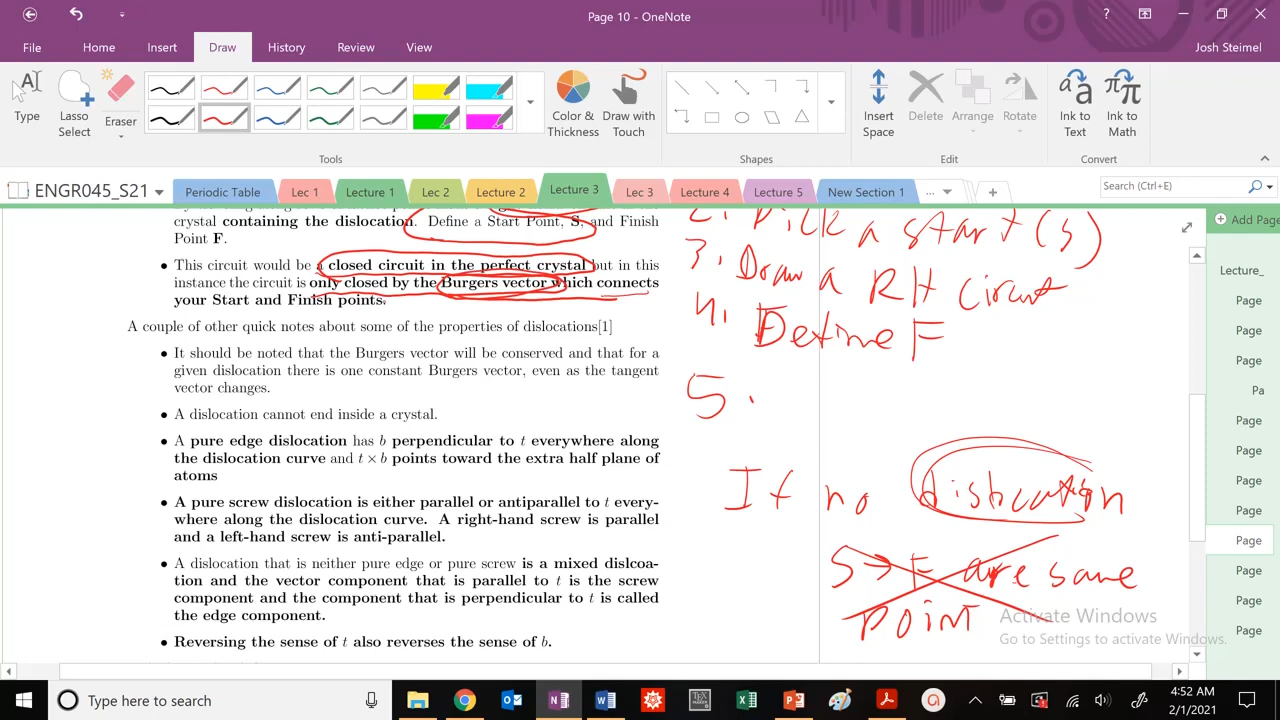 Page 10 - OneNote
?
File
Home
Insert
Draw
History
Review
View
Josh Steimel
Type
Lasso
Select
Eraser
Color &
Thickness
Draw with
Touch
Insert
Space
Delete
Arrange
Rotate
Ink to
Text
Ink to
Math
Tools
Shapes
Edit
Convert
ENGR045_S21
Periodic Table
Lec 1
Lecture 1
Lec 2
Lecture 2
Lecture 3
Lec 3
Lecture 4
Lecture 5
New Section 1
...
+
Search (Ctrl+E)
crystal containing the dislocation. Define a Start Point, S, and Finish
Point F.
• This circuit would be a closed circuit in the perfect crystal but in this
instance the circuit is only closed by the Burgers vector which connects
your Start and Finish points.
A couple of other quick notes about some of the properties of dislocations[1]
• It should be noted that the Burgers vector will be conserved and that for a
given dislocation there is one constant Burgers vector, even as the tangent
vector changes.
• A dislocation cannot end inside a crystal.
• A pure edge dislocation has b perpendicular to t everywhere along
the dislocation curve and t × b points toward the extra half plane of
atoms
• A pure screw dislocation is either parallel or antiparallel to t every-
where along the dislocation curve. A right-hand screw is parallel
and a left-hand screw is anti-parallel.
• A dislocation that is neither pure edge or pure screw is a mixed dislcoa-
tion and the vector component that is parallel to t is the screw
component and the component that is perpendicular to t is called
the edge component.
• Reversing the sense of t also reverses the sense of b.
2. Pick a start (S)
3. Draw a RH circuit
4. Define F
5.
If no dislocation
S → F are same
point
Add Page
Lecture_
Page
Page
Page
Pa
Page
Page
Page
Page
Page
Page
Page
Page
Activate Windows
Go to Settings to activate Windows.
Type here to search
4:52 AM
2/1/2021